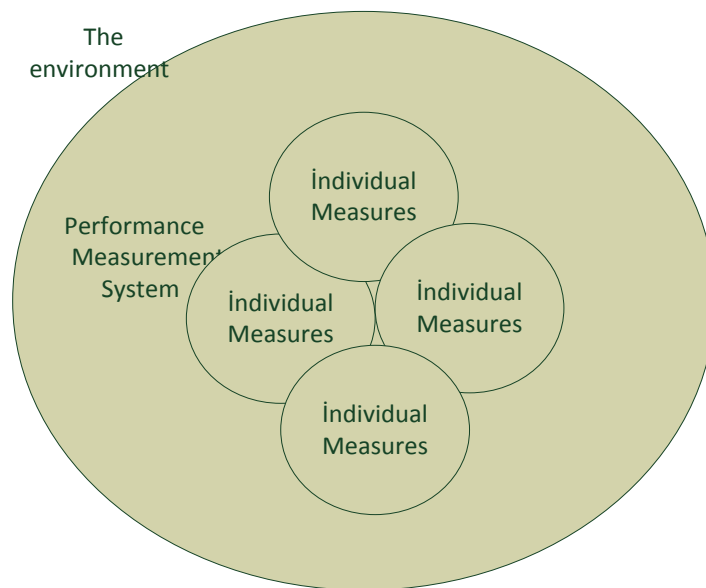 The
environment
İndividual
Measures
Performance
Measurement
System
İndividual
Measures
İndividual
Measures
İndividual
Measures